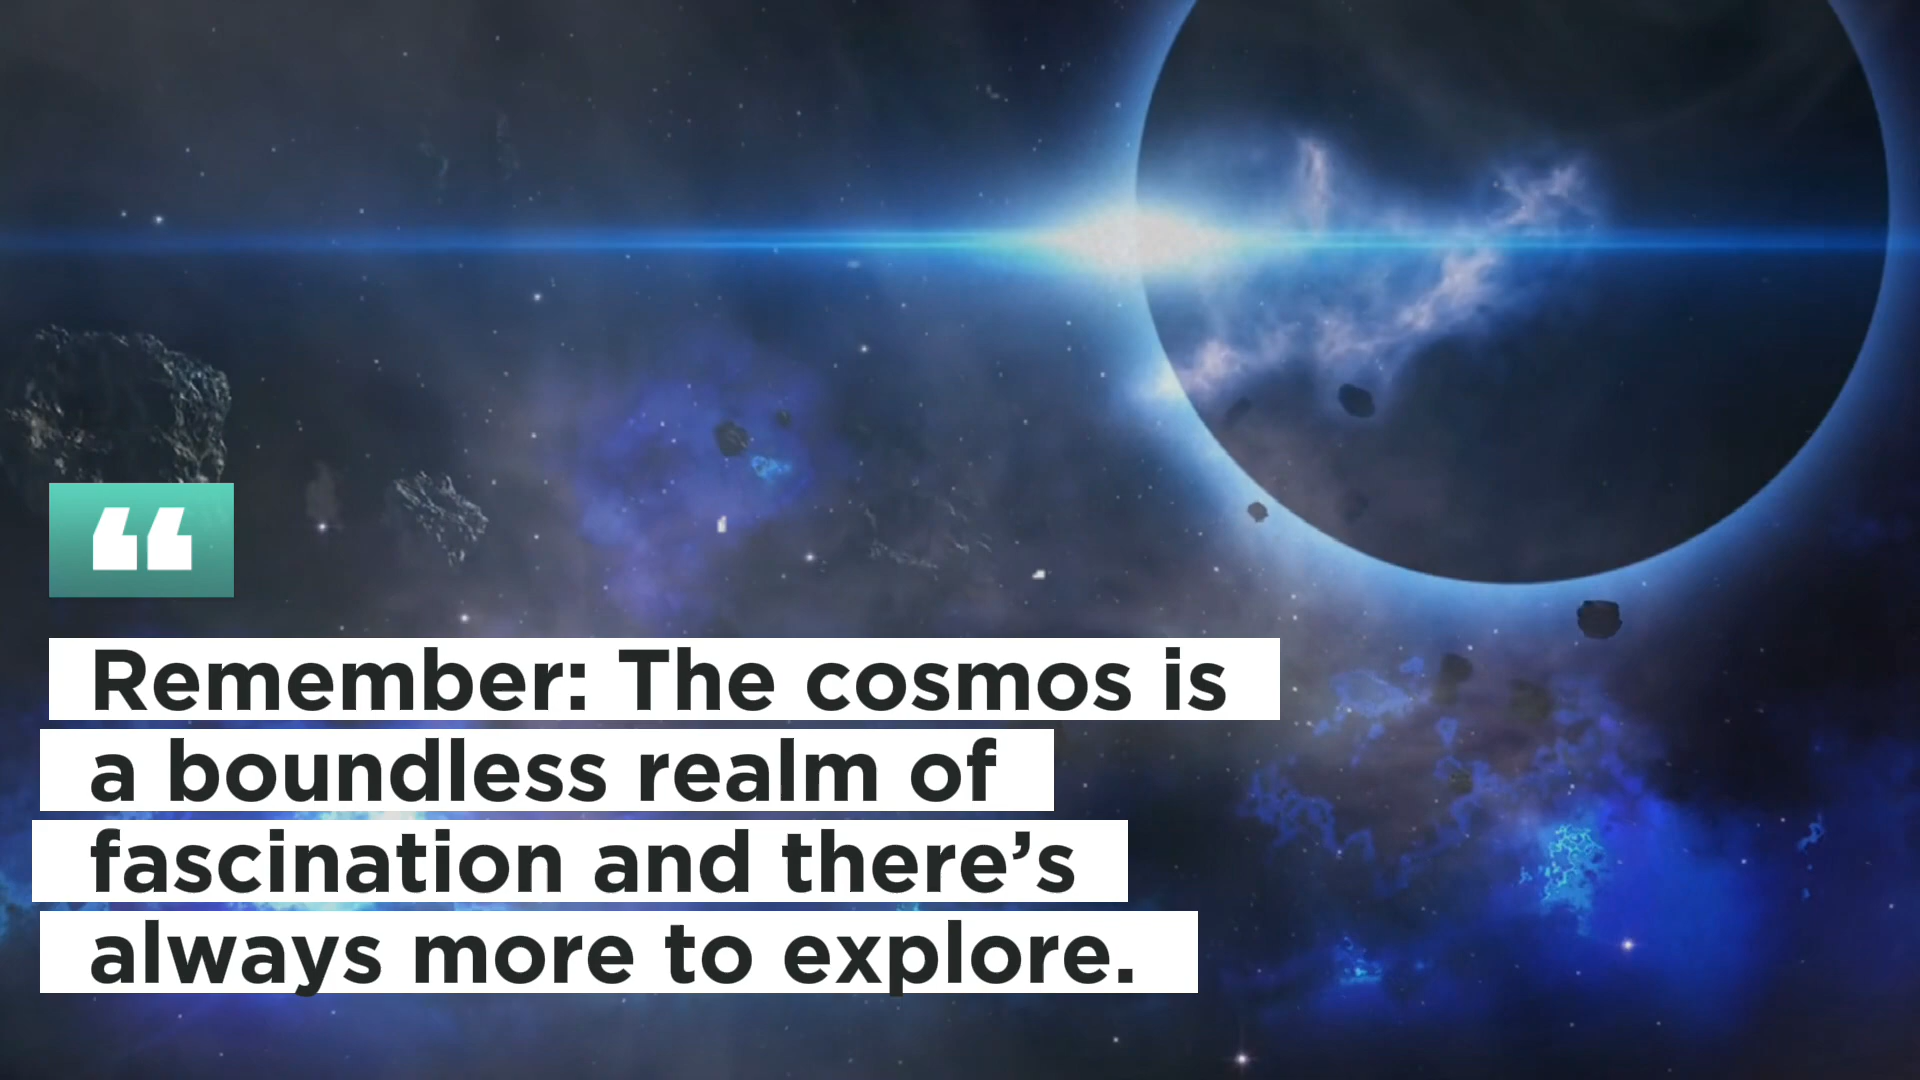 “
Remember: The cosmos is
a boundless realm of
fascination and there’s
always more to explore.